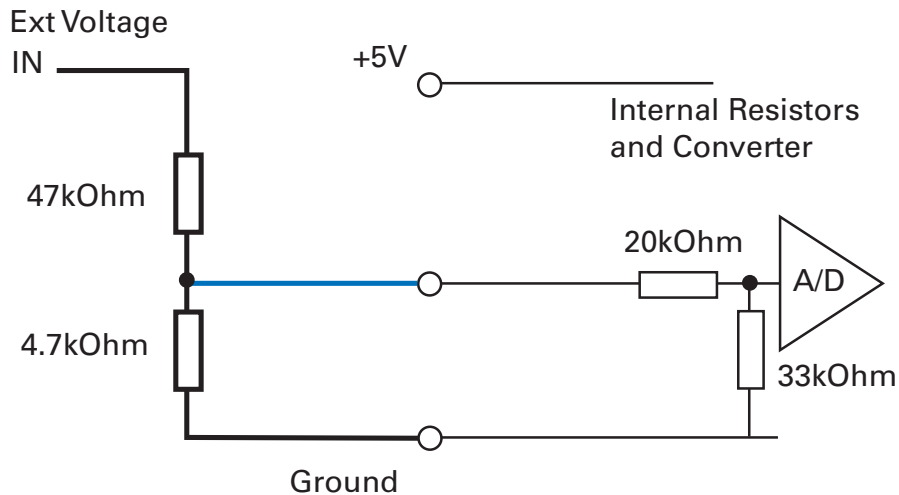 Ext Voltage
IN
+5V
Internal Resistors
and Converter
47kOhm
20kOhm
A/D
4.7kOhm
33kOhm
Ground